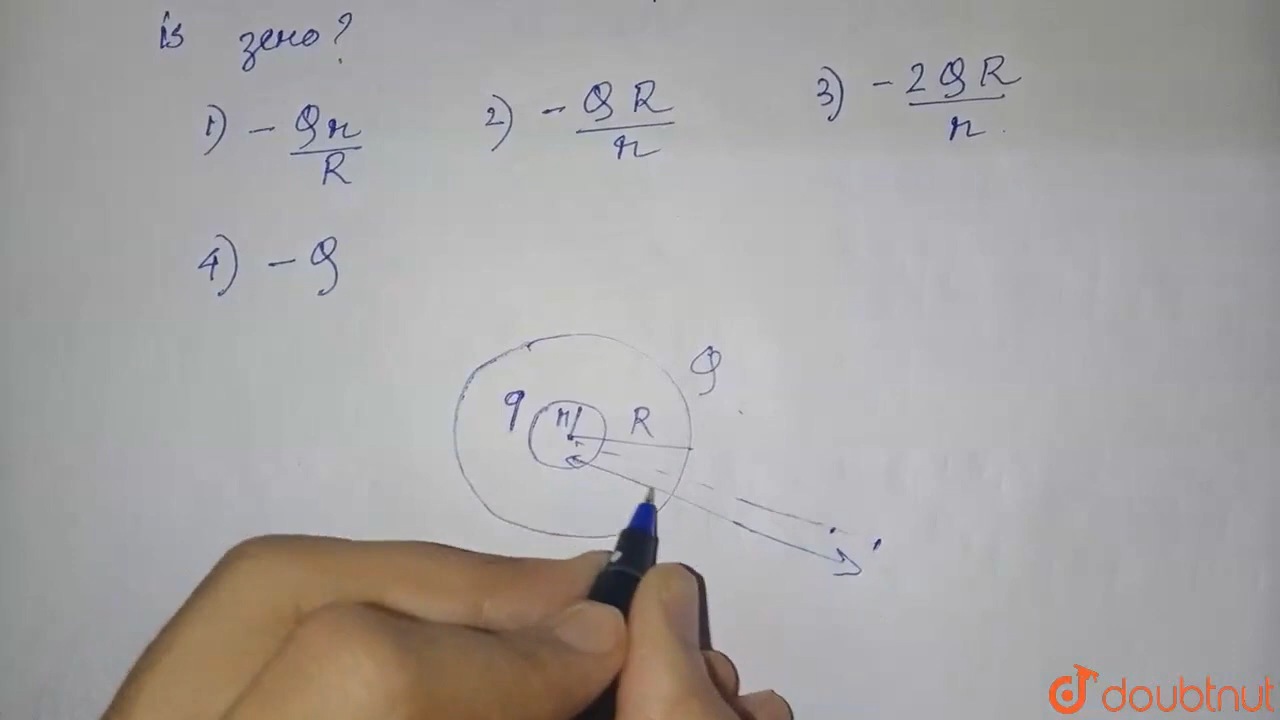 is zero?
1) - Qr/R 2) - QR/r 3) - 2QR/r
4) - Q
Q
q r R
doubtnut